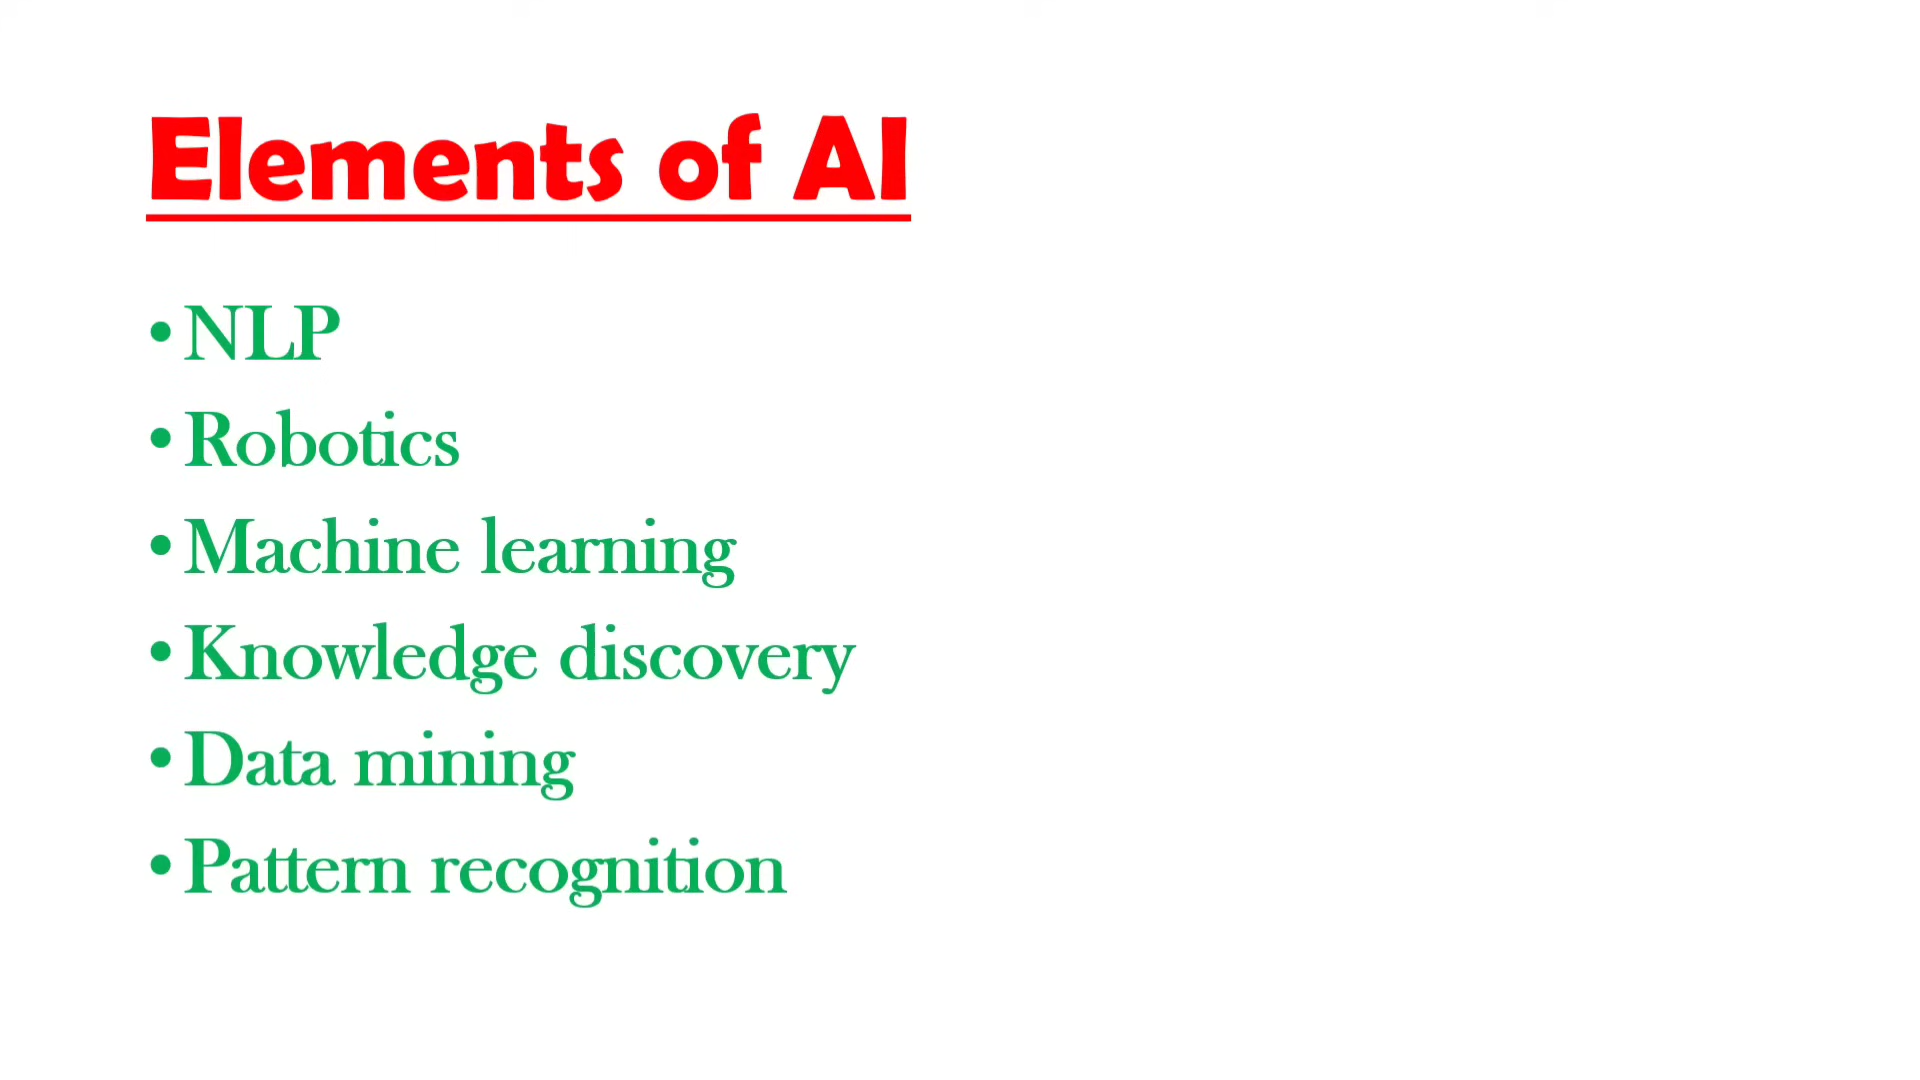 Elements of AI
• NLP
• Robotics
• Machine learning
• Knowledge discovery
• Data mining
• Pattern recognition